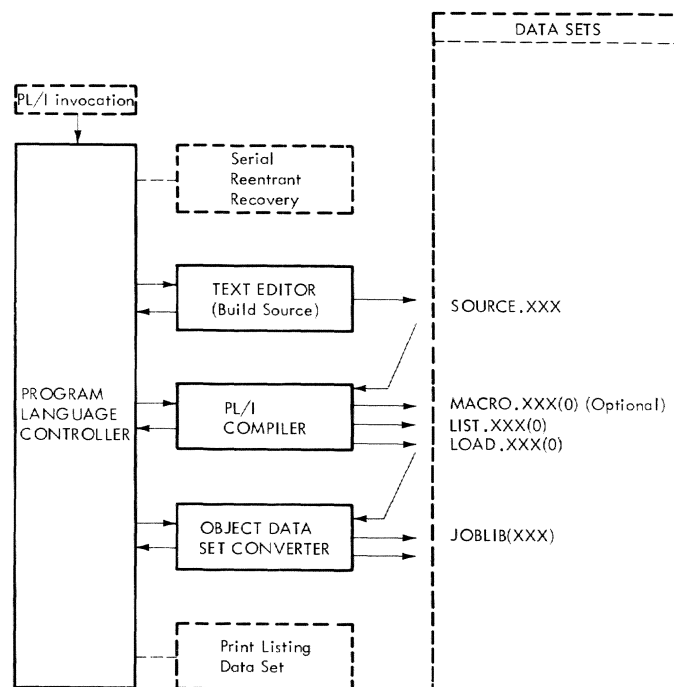 DATA SETS
PL/I invocation
Serial
Reentrant
Recovery
TEXT EDITOR
(Build Source)
SOURCE.XXX
PROGRAM
LANGUAGE
CONTROLLER
PL/I
COMPILER
MACRO.XXX(0) (Optional)
LIST.XXX(0)
LOAD.XXX(0)
OBJECT DATA
SET CONVERTER
JOBLIB(XXX)
Print Listing
Data Set